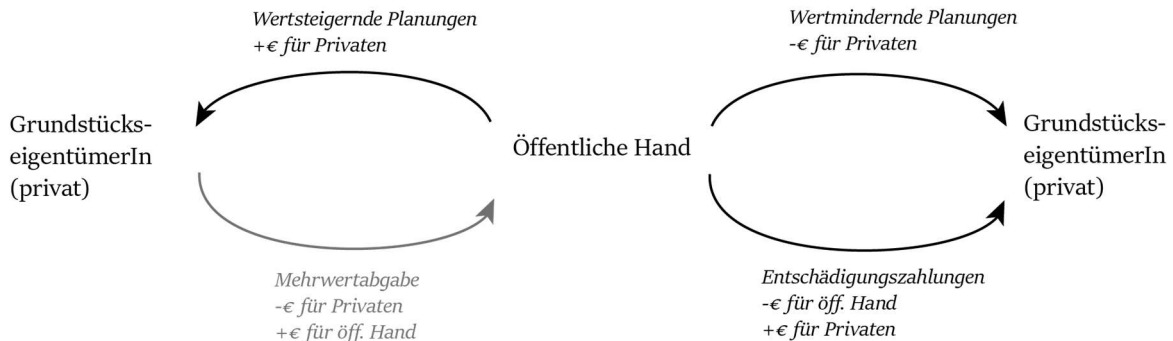 Wertsteigernde Planungen
+€ für Privaten
Wertmindernde Planungen
-€ für Privaten
Grundstücks-
eigentümerIn
(privat)
Öffentliche Hand
Grundstücks-
eigentümerIn
(privat)
Mehrwertabgabe
-€ für Privaten
+€ für öff. Hand
Entschädigungszahlungen
-€ für öff. Hand
+€ für Privaten